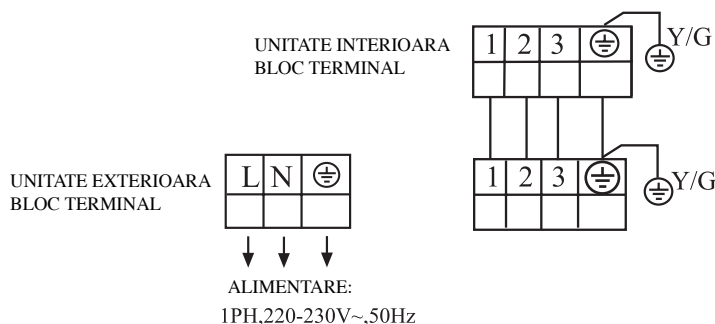 UNITATE INTERIOARA
BLOC TERMINAL
1 2 3 Y/G
UNITATE EXTERIOARA
BLOC TERMINAL
L N
1 2 3 Y/G
ALIMENTARE:
1PH,220-230V~,50Hz